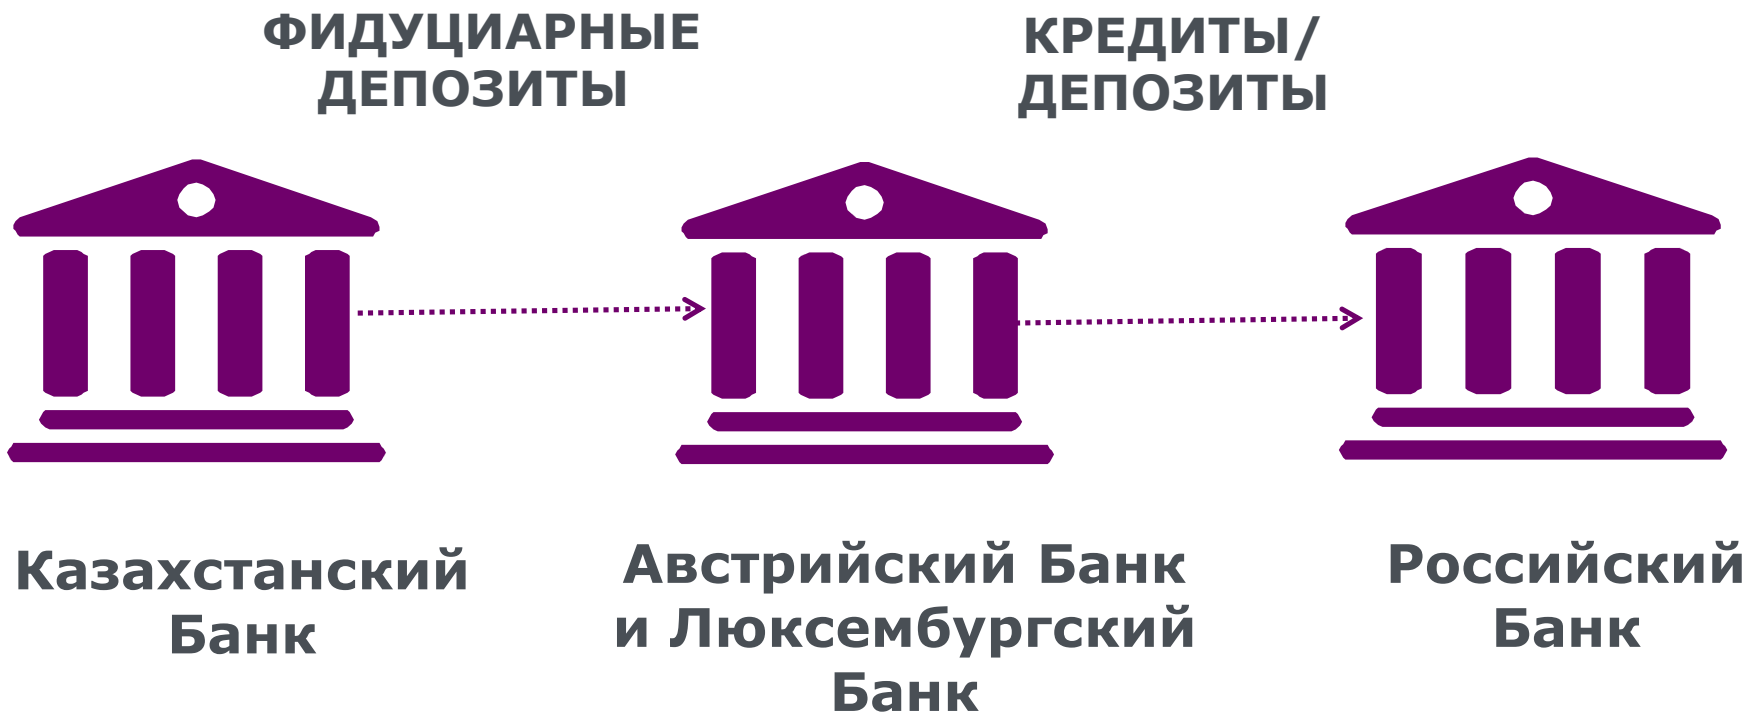 ФИДУЦИАРНЫЕ
ДЕПОЗИТЫ
КРЕДИТЫ/
ДЕПОЗИТЫ
Казахстанский
Банк
Австрийский Банк
и Люксембургский
Банк
Российский
Банк